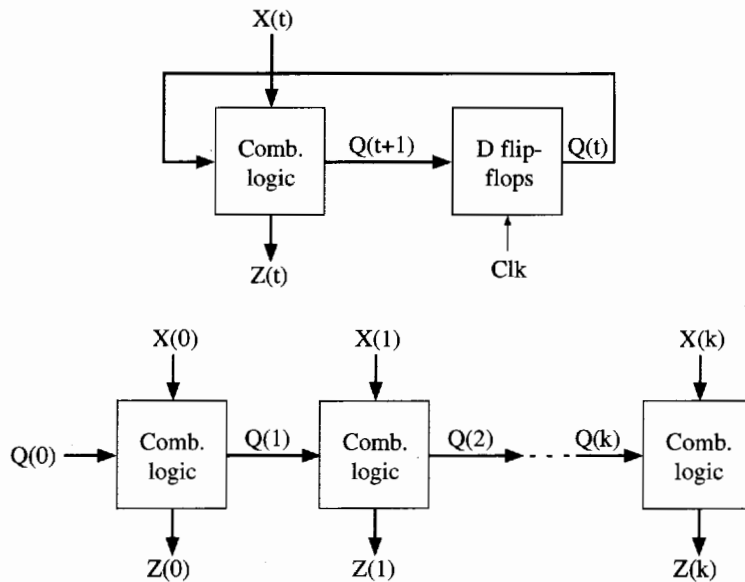 X(t)
Comb. logic
Q(t+1)
D flip-flops
Q(t)
Z(t)
Clk
X(0)
X(1)
X(k)
Q(0)
Comb. logic
Q(1)
Comb. logic
Q(2)
Q(k)
Comb. logic
Z(0)
Z(1)
Z(k)